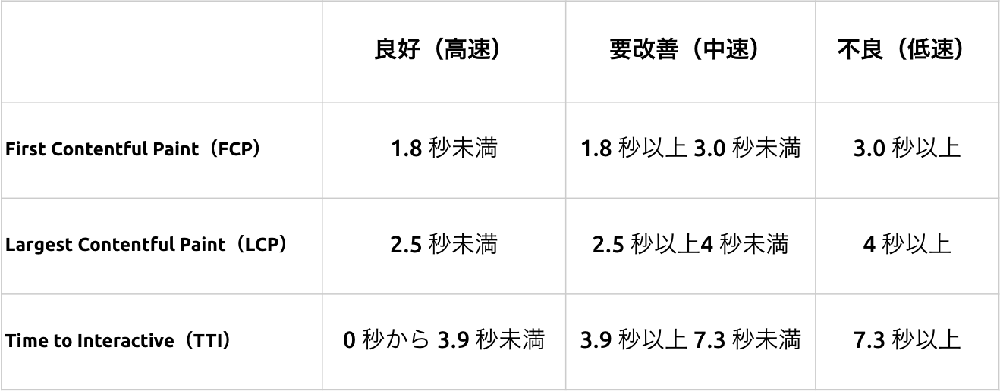 良好（高速） 要改善（中速） 不良（低速）
First Contentful Paint（FCP） 1.8 秒未満 1.8 秒以上 3.0 秒未満 3.0 秒以上
Largest Contentful Paint（LCP） 2.5 秒未満 2.5 秒以上4 秒未満 4 秒以上
Time to Interactive（TTI） 0 秒から 3.9 秒未満 3.9 秒以上 7.3 秒未満 7.3 秒以上